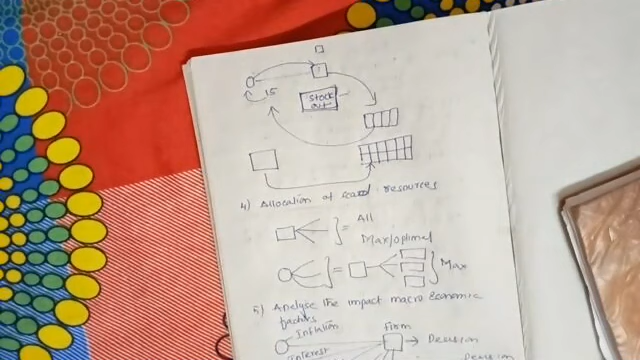 15
Stock
out
4) Allocation of scarce resources
} = All
Max/optimal
} = } Max
5) Analyse the impact macro economic
factors
Inflation
Firm
→ Decision
Interest
Decision